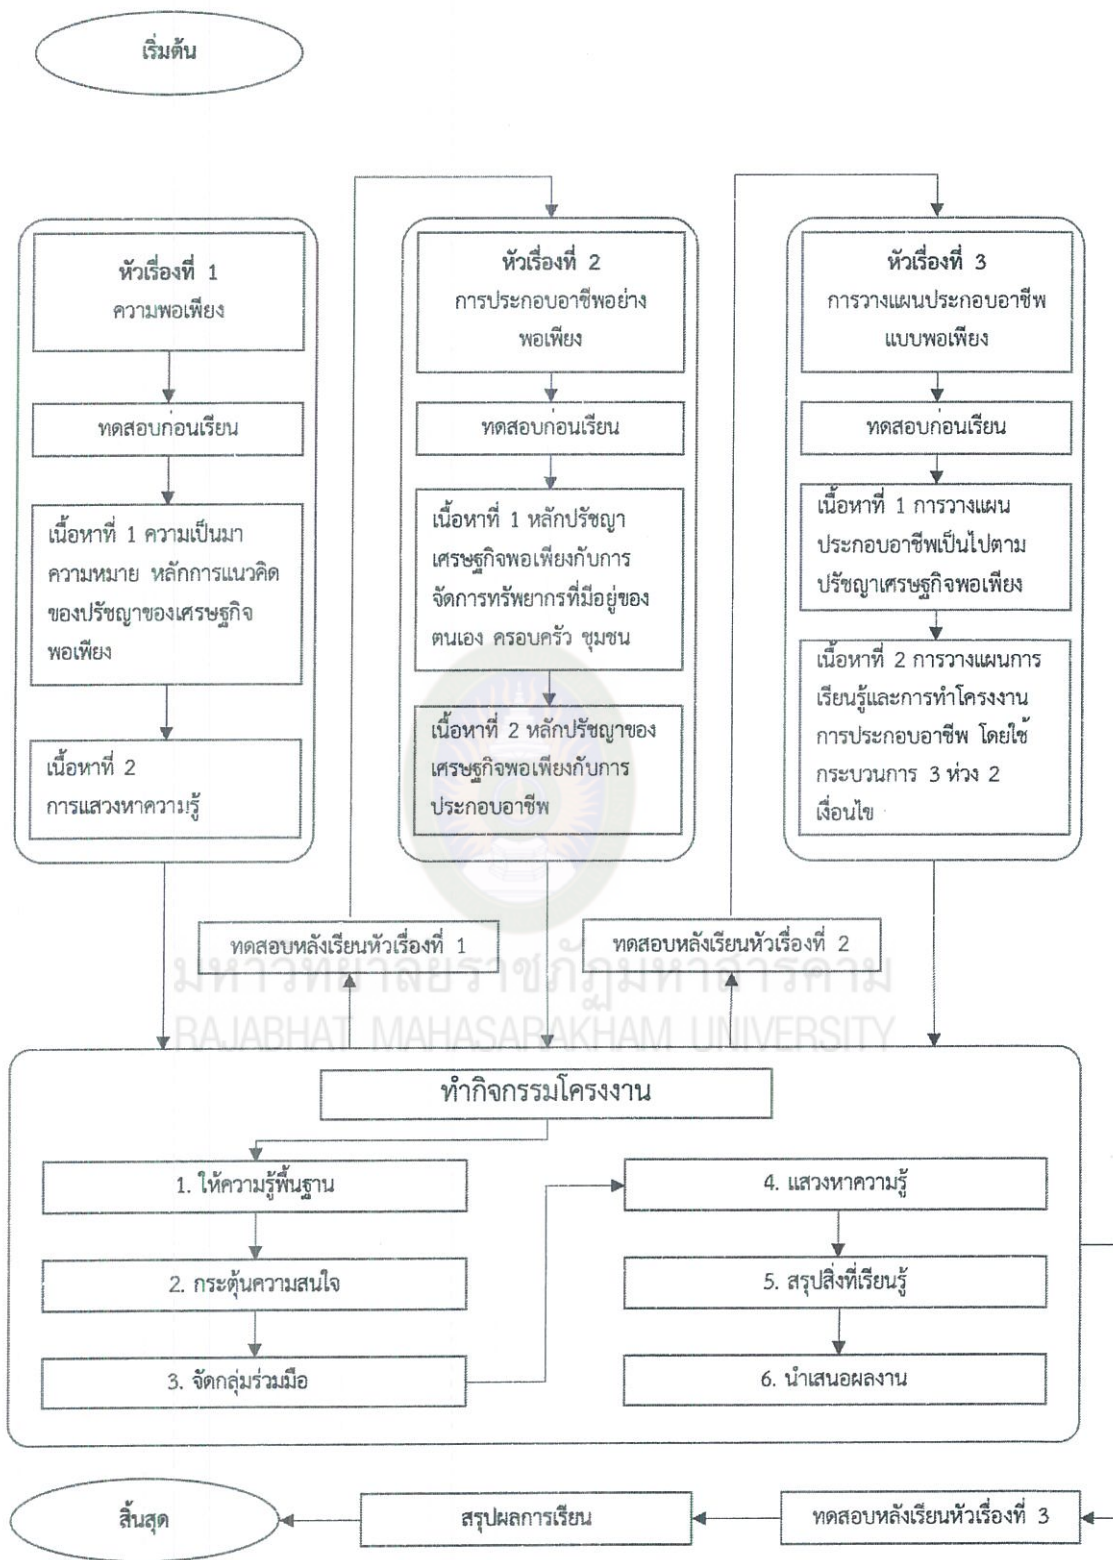 เริ่มต้น
หัวเรื่องที่ 1
ความพอเพียง
ทดสอบก่อนเรียน
เนื้อหาที่ 1 ความเป็นมา
ความหมาย หลักการแนวคิด
ของปรัชญาของเศรษฐกิจ
พอเพียง
เนื้อหาที่ 2
การแสวงหาความรู้
หัวเรื่องที่ 2
การประกอบอาชีพอย่าง
พอเพียง
ทดสอบก่อนเรียน
เนื้อหาที่ 1 หลักปรัชญา
เศรษฐกิจพอเพียงกับการ
จัดการทรัพยากรที่มีอยู่ของ
ตนเอง ครอบครัว ชุมชน
เนื้อหาที่ 2 หลักปรัชญาของ
เศรษฐกิจพอเพียงกับการ
ประกอบอาชีพ
หัวเรื่องที่ 3
การวางแผนประกอบอาชีพ
แบบพอเพียง
ทดสอบก่อนเรียน
เนื้อหาที่ 1 การวางแผน
ประกอบอาชีพเป็นไปตาม
ปรัชญาเศรษฐกิจพอเพียง
เนื้อหาที่ 2 การวางแผนการ
เรียนรู้และการทำโครงงาน
การประกอบอาชีพ โดยใช้
กระบวนการ 3 ห่วง 2
เงื่อนไข
ทดสอบหลังเรียนหัวเรื่องที่ 1
ทดสอบหลังเรียนหัวเรื่องที่ 2
มหาวิทยาลัยราชภัฏมหาสารคาม
RAJABHAT MAHASARAKHAM UNIVERSITY
ทำกิจกรรมโครงงาน
1. ให้ความรู้พื้นฐาน
2. กระตุ้นความสนใจ
3. จัดกลุ่มร่วมมือ
4. แสวงหาความรู้
5. สรุปสิ่งที่เรียนรู้
6. นำเสนอผลงาน
สิ้นสุด
สรุปผลการเรียน
ทดสอบหลังเรียนหัวเรื่องที่ 3